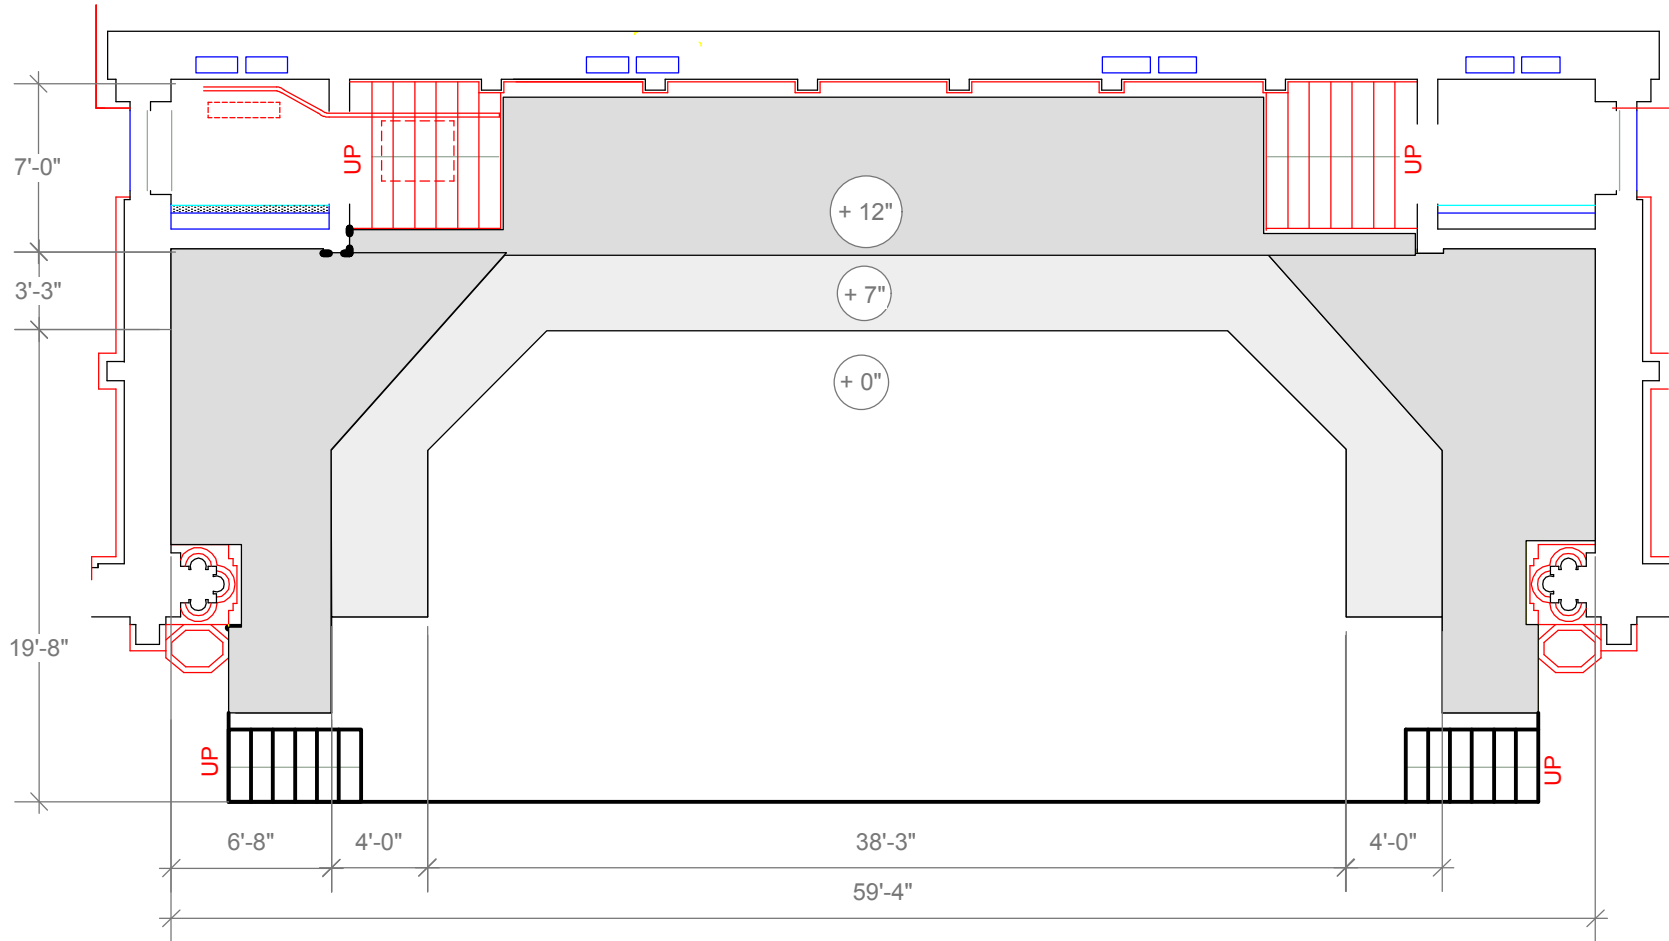 UP
UP
7'-0"
+ 12"
3'-3"
+ 7"
+ 0"
19'-8"
UP
UP
6'-8"
4'-0"
38'-3"
4'-0"
59'-4"